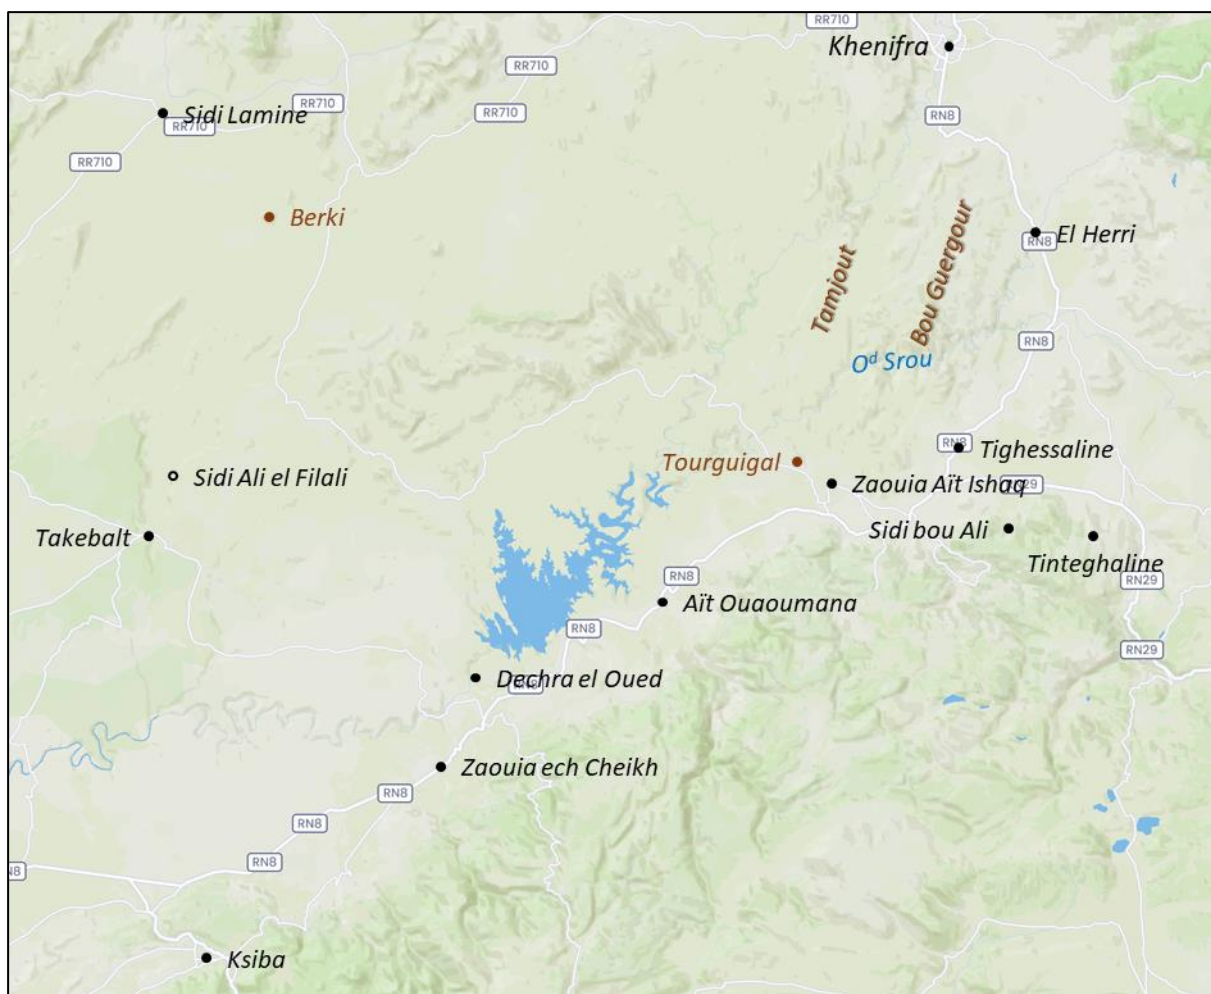 RR710
Khenifra
RR710
RR710
RR710
Sidi Lamine
RR710
RN8
RR710
Berki
El Herri
RN8
Tamjout
Bou Guergour
RN8
Oᵈ Srou
RN8
Tighessaline
Tourguigal
Sidi Ali el Filali
Zaouia Aït Ishaq
Sidi bou Ali
Takebalt
Tinteghaline
RN8
RN29
Aït Ouaoumana
RN8
RN29
Dechra el Oued
Zaouia ech Cheikh
RN8
RN8
RN8
Ksiba